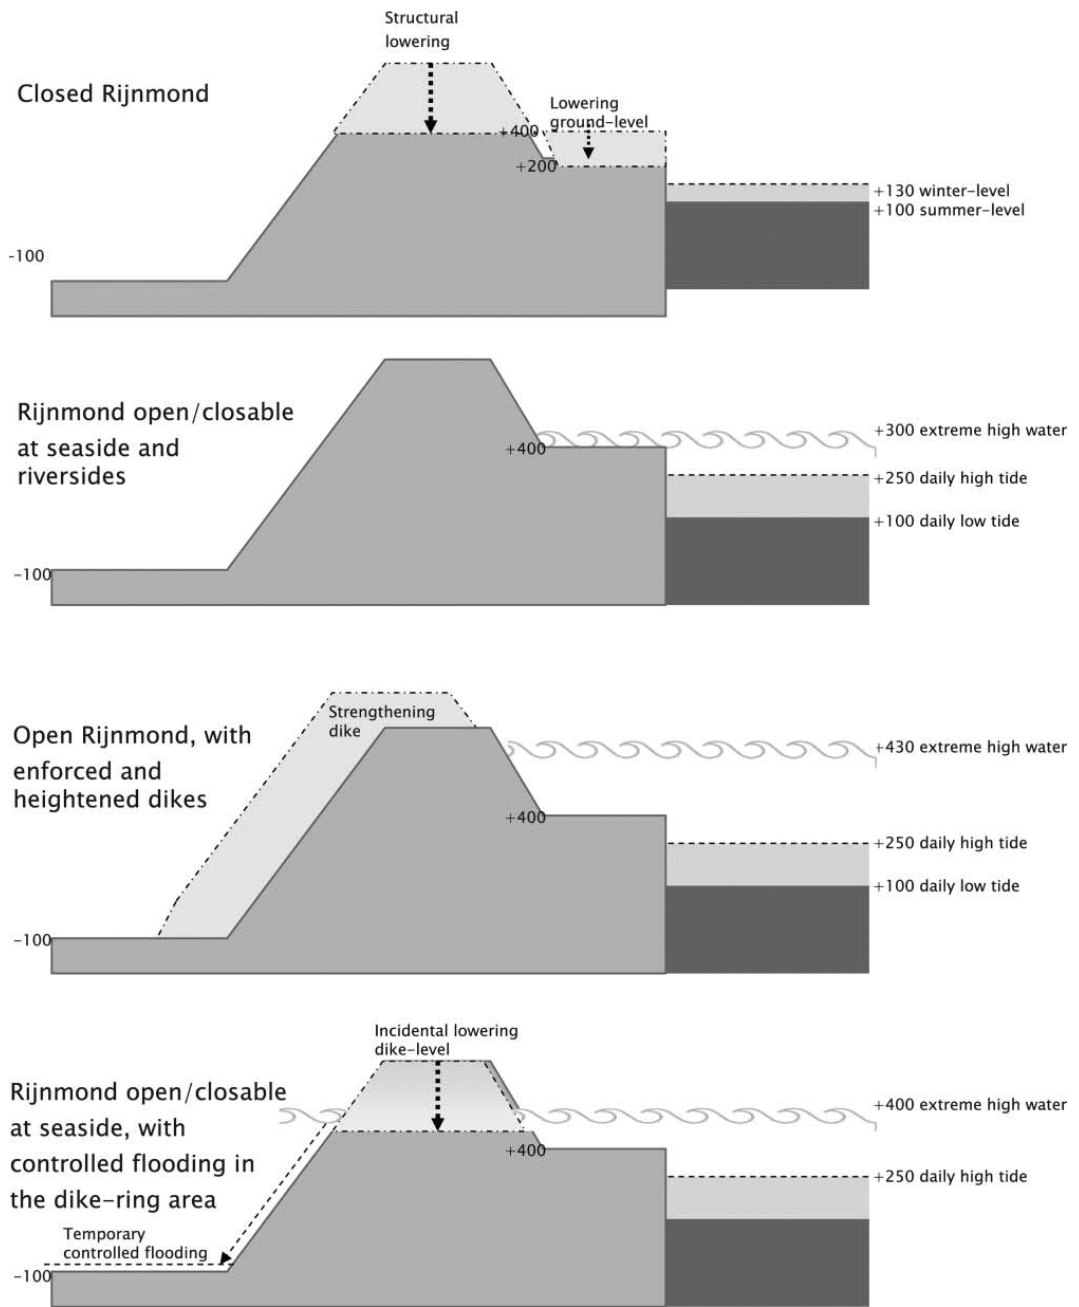 Structural
lowering
Closed Rijnmond
Lowering
ground-level
+400
+200
+130 winter-level
+100 summer-level
-100
Rijnmond open/closable
at seaside and
riversides
+300 extreme high water
+400
+250 daily high tide
+100 daily low tide
-100
Strengthening
dike
Open Rijnmond, with
enforced and
heightened dikes
+430 extreme high water
+400
+250 daily high tide
+100 daily low tide
-100
Incidental lowering
dike-level
Rijnmond open/closable
at seaside, with
controlled flooding in
the dike-ring area
+400 extreme high water
+400
+250 daily high tide
Temporary
controlled flooding
-100